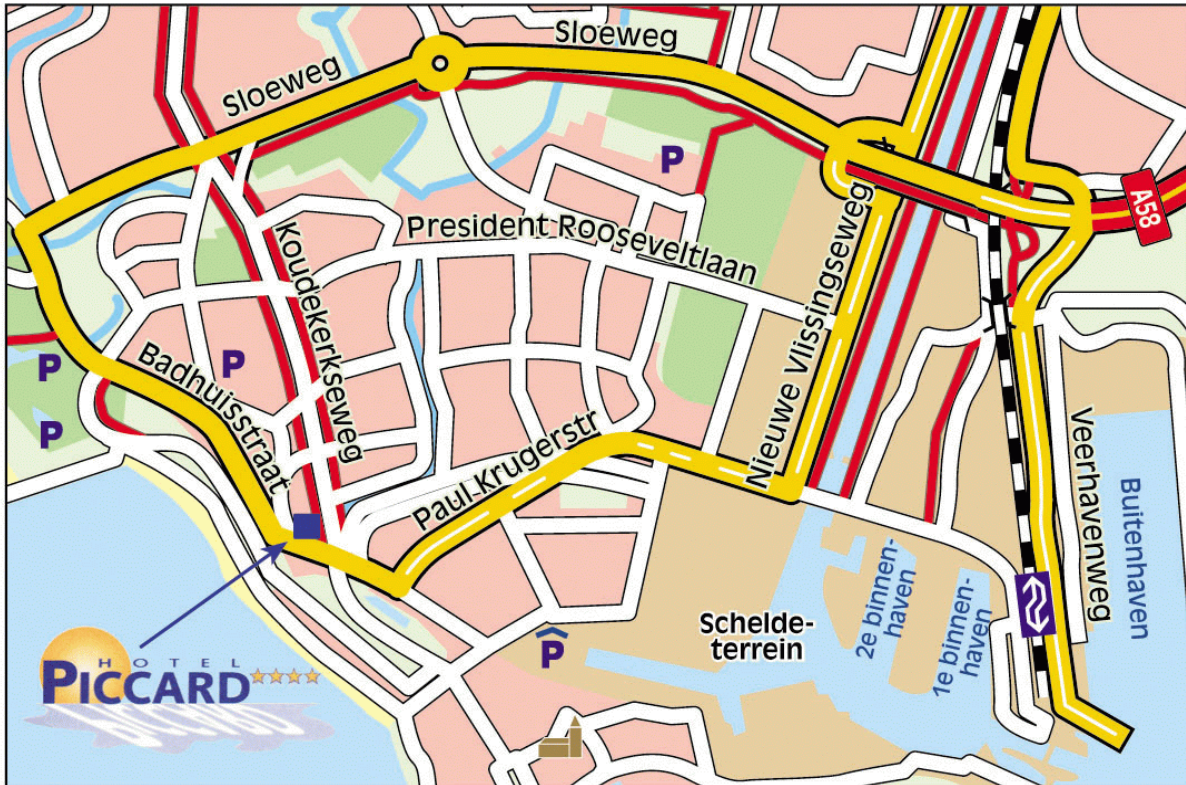 Sloeweg
Sloeweg
P
A58
President Rooseveltlaan
Koudekerkseweg
Nieuwe Vlissingseweg
P
P
P
Badhuisstraat
Paul Krugerstr
Veerhavenweg
Buitenhaven
2e binnen-
haven
1e binnen-
haven
Schelde-
terrein
P
HOTEL
PICCARD